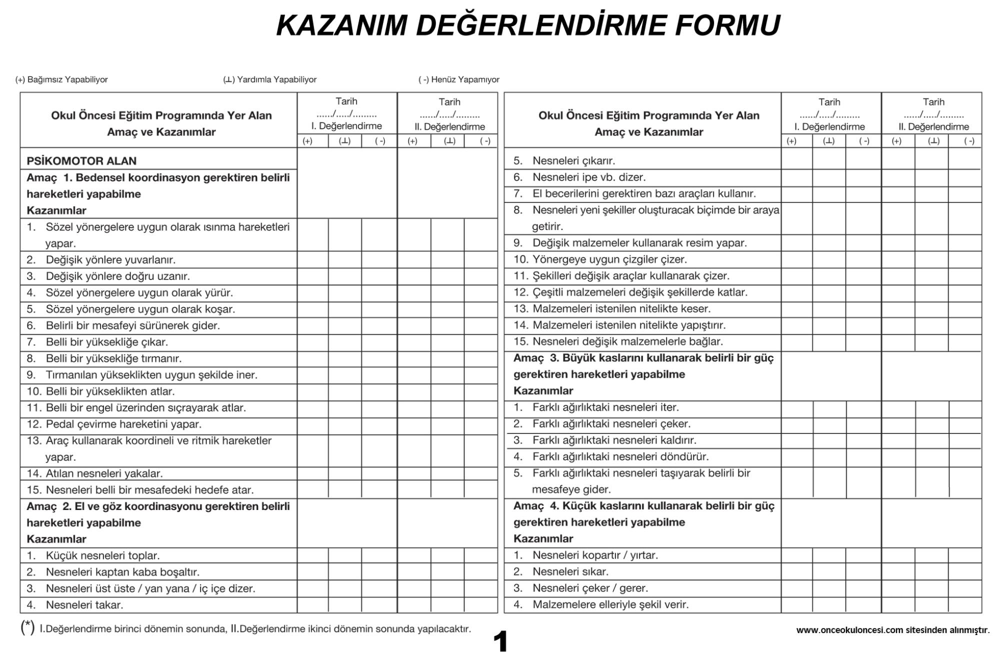 KAZANIM DEĞERLENDİRME FORMU
(+) Bağımsız Yapabiliyor (⊥) Yardımla Yapabiliyor ( -) Henüz Yapamıyor
Okul Öncesi Eğitim Programında Yer Alan
Amaç ve Kazanımlar
Tarih
....../...../.........
I. Değerlendirme
(+) (⊥) ( -)
Tarih
....../...../.........
II. Değerlendirme
(+) (⊥) ( -)
PSİKOMOTOR ALAN
Amaç 1. Bedensel koordinasyon gerektiren belirli
hareketleri yapabilme
Kazanımlar
1. Sözel yönergelere uygun olarak ısınma hareketleri
yapar.
2. Değişik yönlere yuvarlanır.
3. Değişik yönlere doğru uzanır.
4. Sözel yönergelere uygun olarak yürür.
5. Sözel yönergelere uygun olarak koşar.
6. Belirli bir mesafeyi sürünerek gider.
7. Belli bir yüksekliğe çıkar.
8. Belli bir yüksekliğe tırmanır.
9. Tırmanılan yükseklikten uygun şekilde iner.
10. Belli bir yükseklikten atlar.
11. Belli bir engel üzerinden sıçrayarak atlar.
12. Pedal çevirme hareketini yapar.
13. Araç kullanarak koordineli ve ritmik hareketler
yapar.
14. Atılan nesneleri yakalar.
15. Nesneleri belli bir mesafedeki hedefe atar.
Amaç 2. El ve göz koordinasyonu gerektiren belirli
hareketleri yapabilme
Kazanımlar
1. Küçük nesneleri toplar.
2. Nesneleri kaptan kaba boşaltır.
3. Nesneleri üst üste / yan yana / iç içe dizer.
4. Nesneleri takar.
Okul Öncesi Eğitim Programında Yer Alan
Amaç ve Kazanımlar
Tarih
....../...../.........
I. Değerlendirme
(+) (⊥) ( -)
Tarih
....../...../.........
II. Değerlendirme
(+) (⊥) ( -)
5. Nesneleri çıkarır.
6. Nesneleri ipe vb. dizer.
7. El becerilerini gerektiren bazı araçları kullanır.
8. Nesneleri yeni şekiller oluşturacak biçimde bir araya
getirir.
9. Değişik malzemeler kullanarak resim yapar.
10. Yönergeye uygun çizgiler çizer.
11. Şekilleri değişik araçlar kullanarak çizer.
12. Çeşitli malzemeleri değişik şekillerde katlar.
13. Malzemeleri istenilen nitelikte keser.
14. Malzemeleri istenilen nitelikte yapıştırır.
15. Nesneleri değişik malzemelerle bağlar.
Amaç 3. Büyük kaslarını kullanarak belirli bir güç
gerektiren hareketleri yapabilme
Kazanımlar
1. Farklı ağırlıktaki nesneleri iter.
2. Farklı ağırlıktaki nesneleri çeker.
3. Farklı ağırlıktaki nesneleri kaldırır.
4. Farklı ağırlıktaki nesneleri döndürür.
5. Farklı ağırlıktaki nesneleri taşıyarak belirli bir
mesafeye gider.
Amaç 4. Küçük kaslarını kullanarak belirli bir güç
gerektiren hareketleri yapabilme
Kazanımlar
1. Nesneleri kopartır / yırtar.
2. Nesneleri sıkar.
3. Nesneleri çeker / gerer.
4. Malzemelere elleriyle şekil verir.
(*) I.Değerlendirme birinci dönemin sonunda, II.Değerlendirme ikinci dönemin sonunda yapılacaktır.
www.onceokuloncesi.com sitesinden alınmıştır.
1